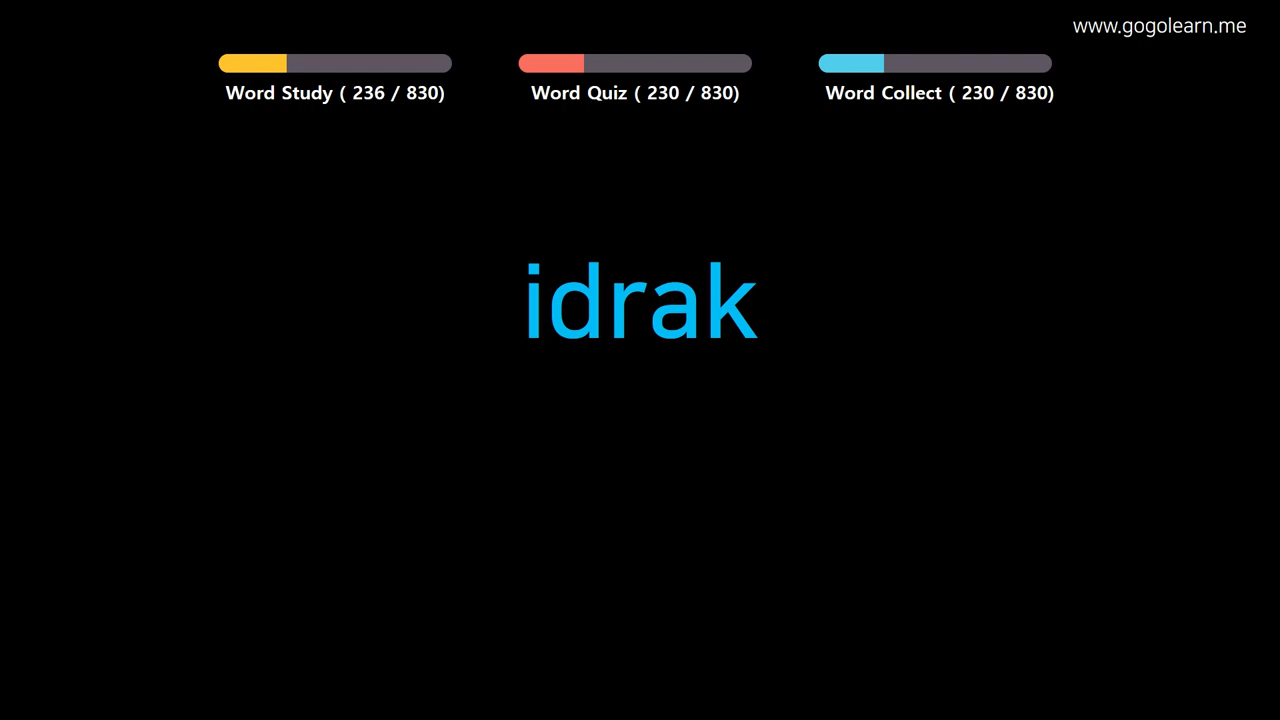 www.gogolearn.me
Word Study ( 236 / 830)
Word Quiz ( 230 / 830)
Word Collect ( 230 / 830)
idrak